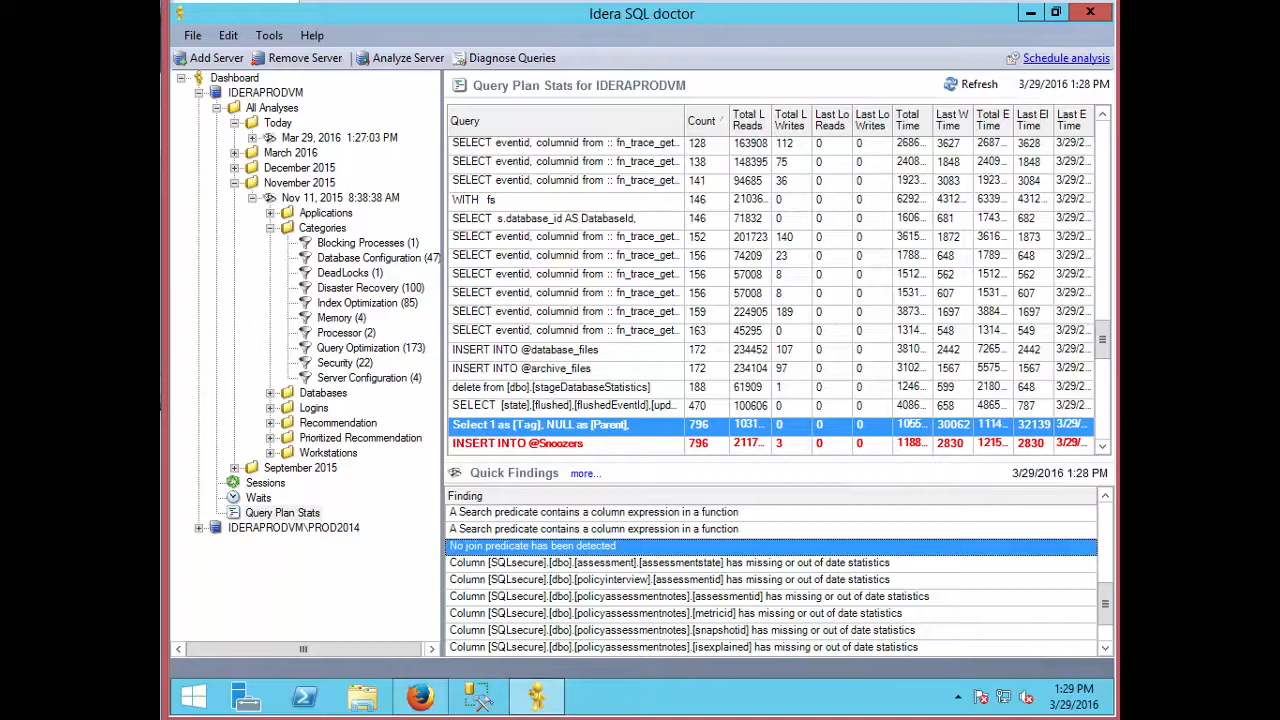 Idera SQL doctor
File Edit Tools Help
Add Server Remove Server Analyze Server Diagnose Queries Schedule analysis
Dashboard
IDERAPRODVM
All Analyses
Today
Mar 29, 2016 1:27:03 PM
March 2016
December 2015
November 2015
Nov 11, 2015 8:38:38 AM
Applications
Categories
Blocking Processes (1)
Database Configuration (47)
DeadLocks (1)
Disaster Recovery (100)
Index Optimization (85)
Memory (4)
Processor (2)
Query Optimization (173)
Security (22)
Server Configuration (4)
Databases
Logins
Recommendation
Prioritized Recommendation
Workstations
September 2015
Sessions
Waits
Query Plan Stats
IDERAPRODVM\PROD2014
Query Plan Stats for IDERAPRODVM Refresh 3/29/2016 1:28 PM
Query Count Total L Reads Total L Writes Last Lo Reads Last Lo Writes Total Time Last W Time Total E Time Last El Time Last E Time
SELECT eventid, columnid from :: fn_trace_get... 128 163908 112 0 0 2686... 3627 2687... 3628 3/29/2...
SELECT eventid, columnid from :: fn_trace_get... 138 148395 75 0 0 2408... 1848 2409... 1848 3/29/2...
SELECT eventid, columnid from :: fn_trace_get... 141 94685 36 0 0 1923... 3083 1923... 3084 3/29/2...
WITH fs 146 21036... 0 0 0 6292... 4312... 6339... 4312... 3/29/2...
SELECT s.database_id AS DatabaseId, 146 71832 0 0 0 1606... 681 1743... 682 3/29/2...
SELECT eventid, columnid from :: fn_trace_get... 152 201723 140 0 0 3615... 1872 3616... 1873 3/29/2...
SELECT eventid, columnid from :: fn_trace_get... 156 74209 23 0 0 1788... 648 1789... 648 3/29/2...
SELECT eventid, columnid from :: fn_trace_get... 156 57008 8 0 0 1512... 562 1512... 562 3/29/2...
SELECT eventid, columnid from :: fn_trace_get... 156 57008 8 0 0 1531... 607 1531... 607 3/29/2...
SELECT eventid, columnid from :: fn_trace_get... 159 224905 189 0 0 3873... 1697 3884... 1697 3/29/2...
SELECT eventid, columnid from :: fn_trace_get... 163 45295 0 0 0 1314... 548 1314... 549 3/29/2...
INSERT INTO @database_files 172 234452 107 0 0 3810... 2442 7265... 2442 3/29/2...
INSERT INTO @archive_files 172 234104 97 0 0 3102... 1567 5575... 1567 3/29/2...
delete from [dbo].[stageDatabaseStatistics] 188 61909 1 0 0 1246... 599 2180... 648 3/29/2...
SELECT [state].[flushed],[flushedEventId],[upd... 470 100606 0 0 0 4086... 658 4865... 787 3/29/2...
Select 1 as [Tag], NULL as [Parent], 796 1031... 0 0 0 1055... 30062 1114... 32139 3/29/...
INSERT INTO @Snoozers 796 2117... 3 0 0 1188... 2830 1215... 2830 3/29/...
Quick Findings more... 3/29/2016 1:28 PM
Finding
A Search predicate contains a column expression in a function
A Search predicate contains a column expression in a function
No join predicate has been detected
Column [SQLsecure].[dbo].[assessment].[assessmentstate] has missing or out of date statistics
Column [SQLsecure].[dbo].[policyinterview].[assessmentid] has missing or out of date statistics
Column [SQLsecure].[dbo].[policyassessmentnotes].[assessmentid] has missing or out of date statistics
Column [SQLsecure].[dbo].[policyassessmentnotes].[metricid] has missing or out of date statistics
Column [SQLsecure].[dbo].[policyassessmentnotes].[snapshotid] has missing or out of date statistics
Column [SQLsecure].[dbo].[policyassessmentnotes].[isexplained] has missing or out of date statistics
1:29 PM
3/29/2016